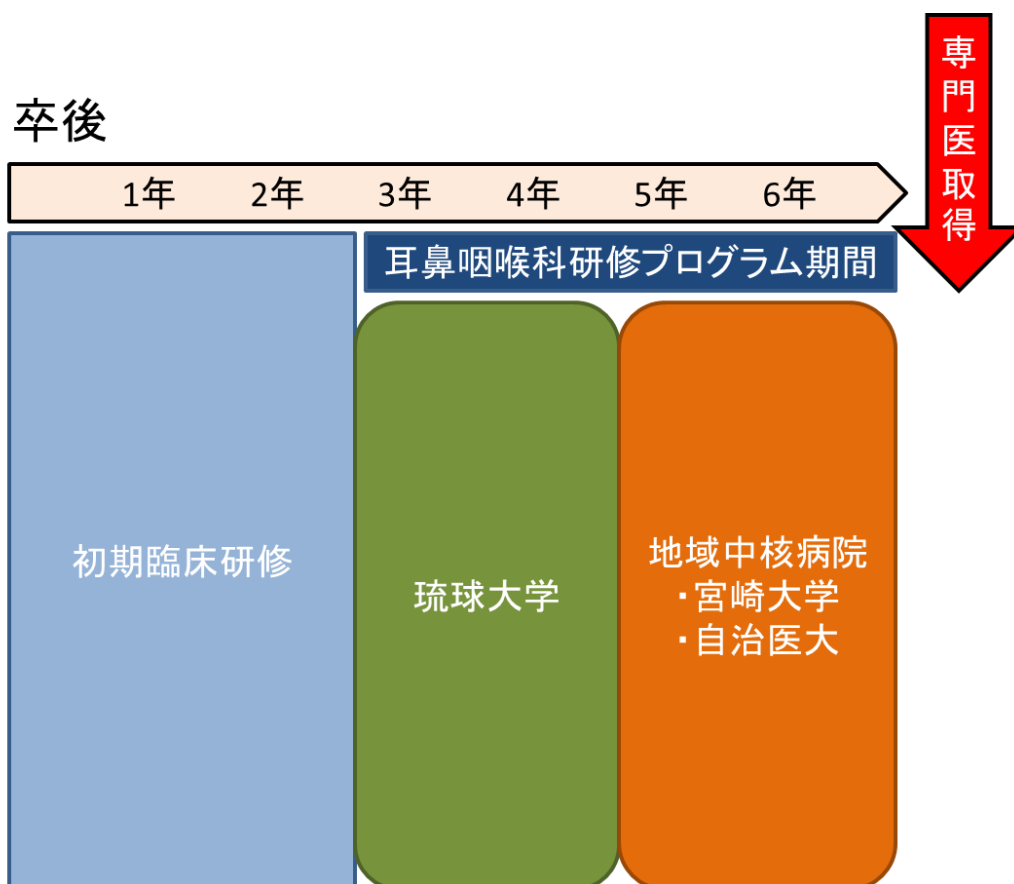 卒後
1年 2年 3年 4年 5年 6年
専門医取得
耳鼻咽喉科研修プログラム期間
初期臨床研修
琉球大学
地域中核病院
・宮崎大学
・自治医大